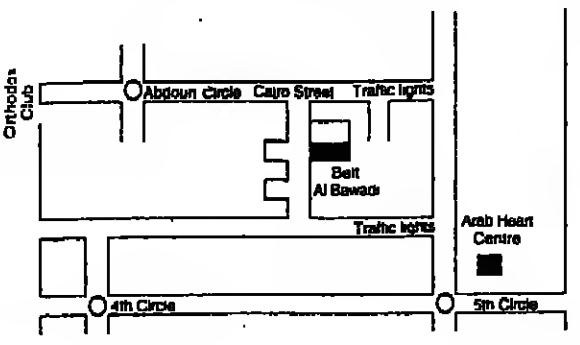 Orthodox
Club
Abdoun Circle
Cairo Street
Traffic lights
Beit
Al Bawadi
Traffic lights
Arab Heart
Centre
4th Circle
5th Circle